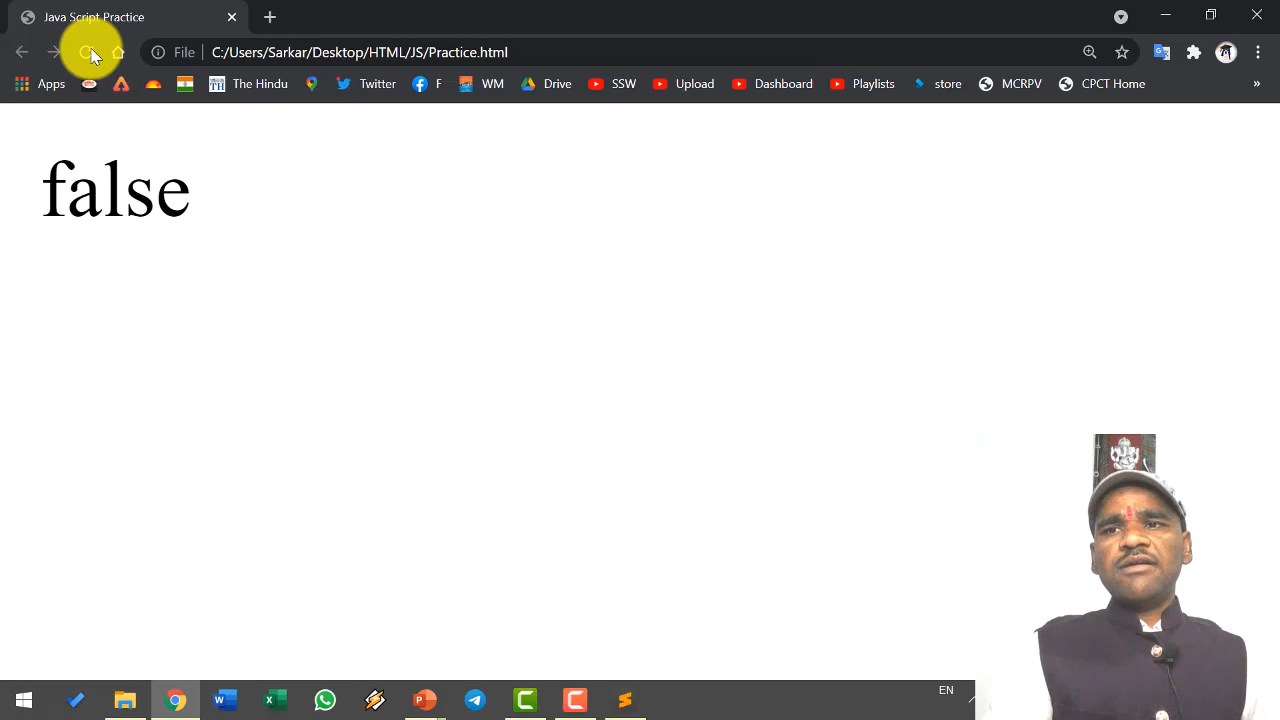 Java Script Practice
File C:/Users/Sarkar/Desktop/HTML/JS/Practice.html
Apps TH The Hindu Twitter F WM Drive SSW Upload Dashboard Playlists store MCRPV CPCT Home »
false
EN